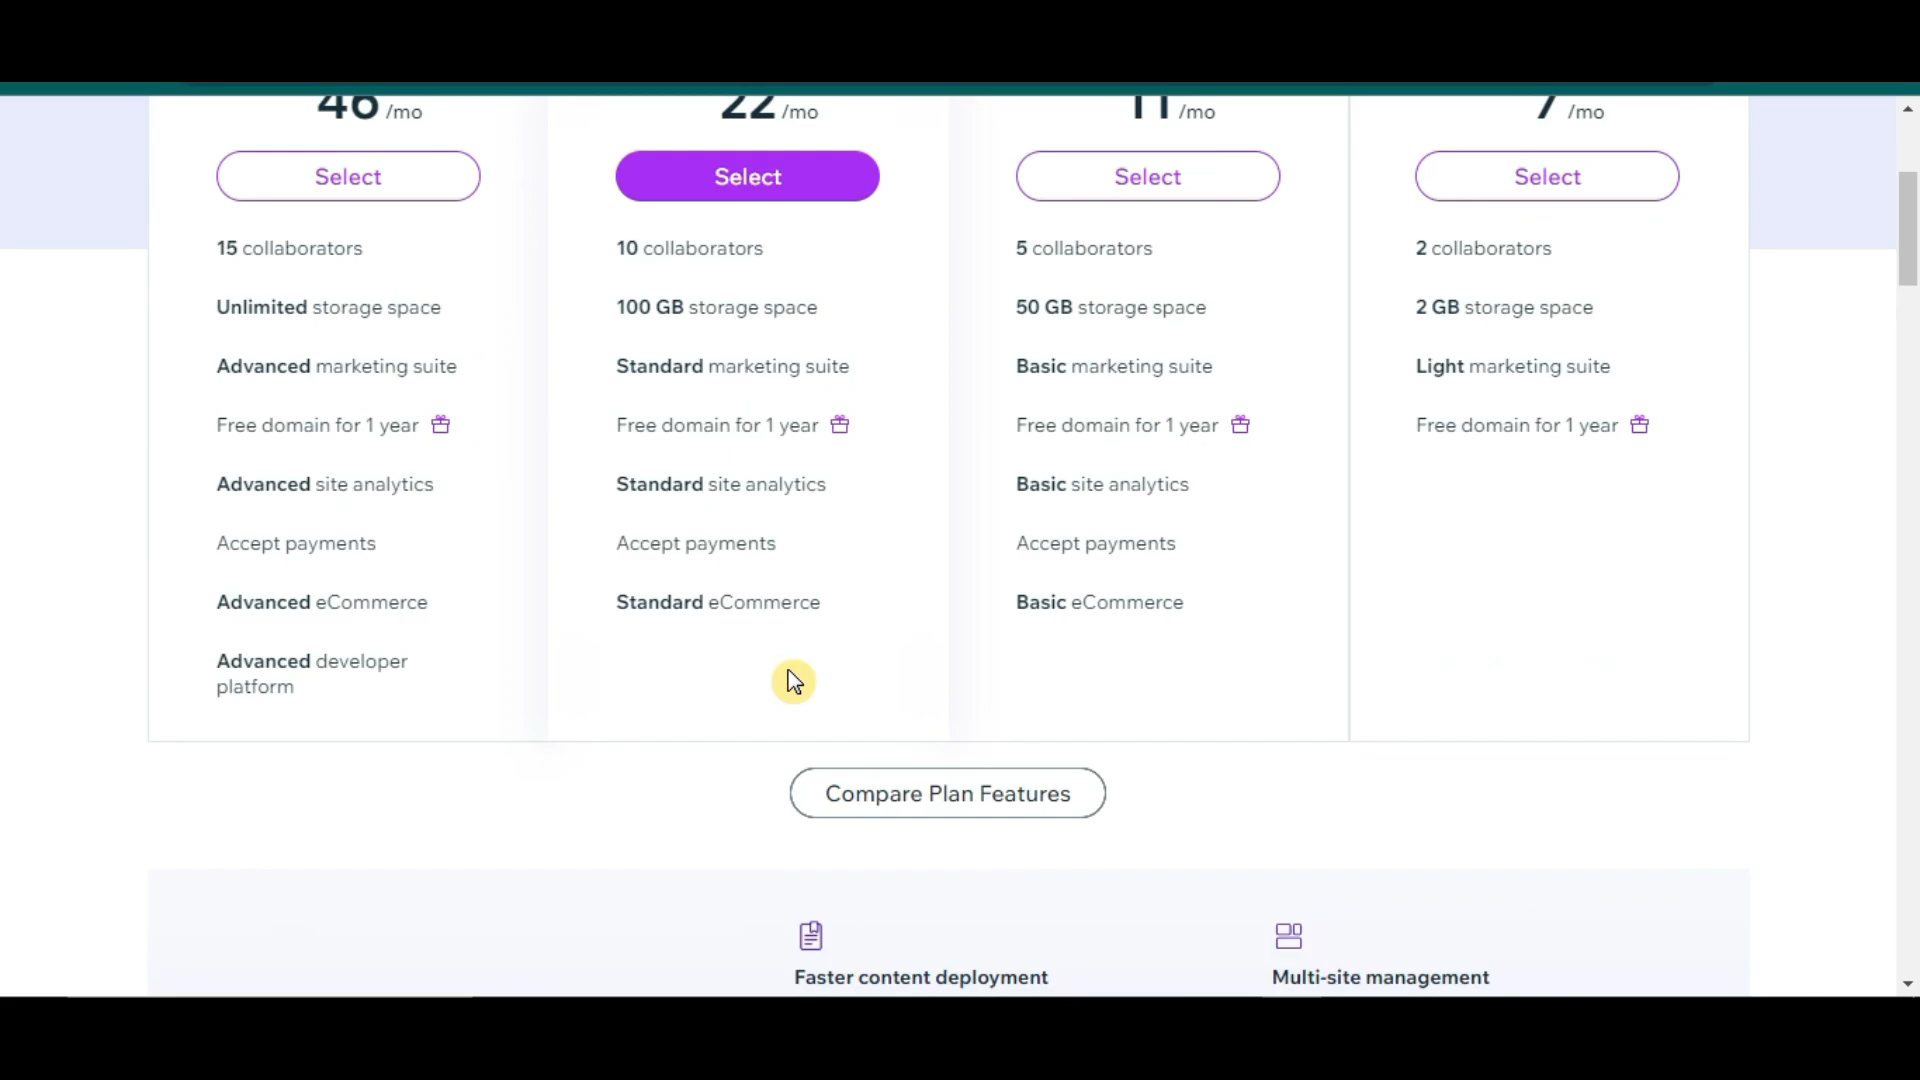 46 /mo
Select
15 collaborators
Unlimited storage space
Advanced marketing suite
Free domain for 1 year
Advanced site analytics
Accept payments
Advanced eCommerce
Advanced developer
platform
22 /mo
Select
10 collaborators
100 GB storage space
Standard marketing suite
Free domain for 1 year
Standard site analytics
Accept payments
Standard eCommerce
11 /mo
Select
5 collaborators
50 GB storage space
Basic marketing suite
Free domain for 1 year
Basic site analytics
Accept payments
Basic eCommerce
7 /mo
Select
2 collaborators
2 GB storage space
Light marketing suite
Free domain for 1 year
Compare Plan Features
Faster content deployment
Multi-site management